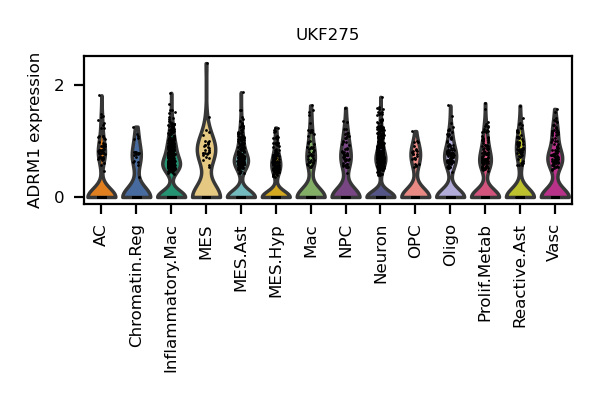 UKF275
ADRM1 expression
2
0
AC
Chromatin.Reg
Inflammatory.Mac
MES
MES.Ast
MES.Hyp
Mac
NPC
Neuron
OPC
Oligo
Prolif.Metab
Reactive.Ast
Vasc